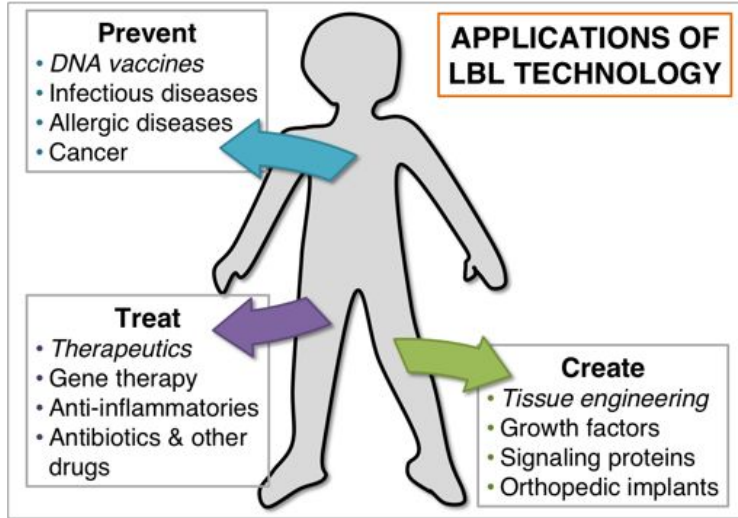 APPLICATIONS OF
LBL TECHNOLOGY
Prevent
• DNA vaccines
• Infectious diseases
• Allergic diseases
• Cancer
Treat
• Therapeutics
• Gene therapy
• Anti-inflammatories
• Antibiotics & other
drugs
Create
• Tissue engineering
• Growth factors
• Signaling proteins
• Orthopedic implants